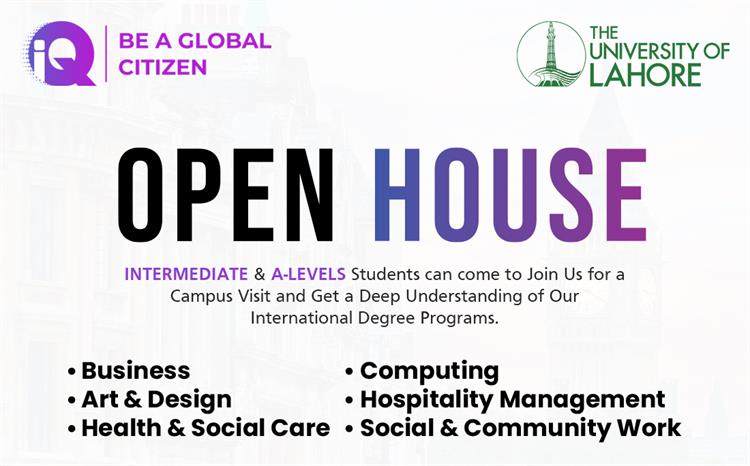 iQ
BE A GLOBAL
CITIZEN
THE
UNIVERSITY OF
LAHORE
OPEN HOUSE
INTERMEDIATE & A-LEVELS Students can come to Join Us for a
Campus Visit and Get a Deep Understanding of Our
International Degree Programs.
• Business
• Art & Design
• Health & Social Care
• Computing
• Hospitality Management
• Social & Community Work